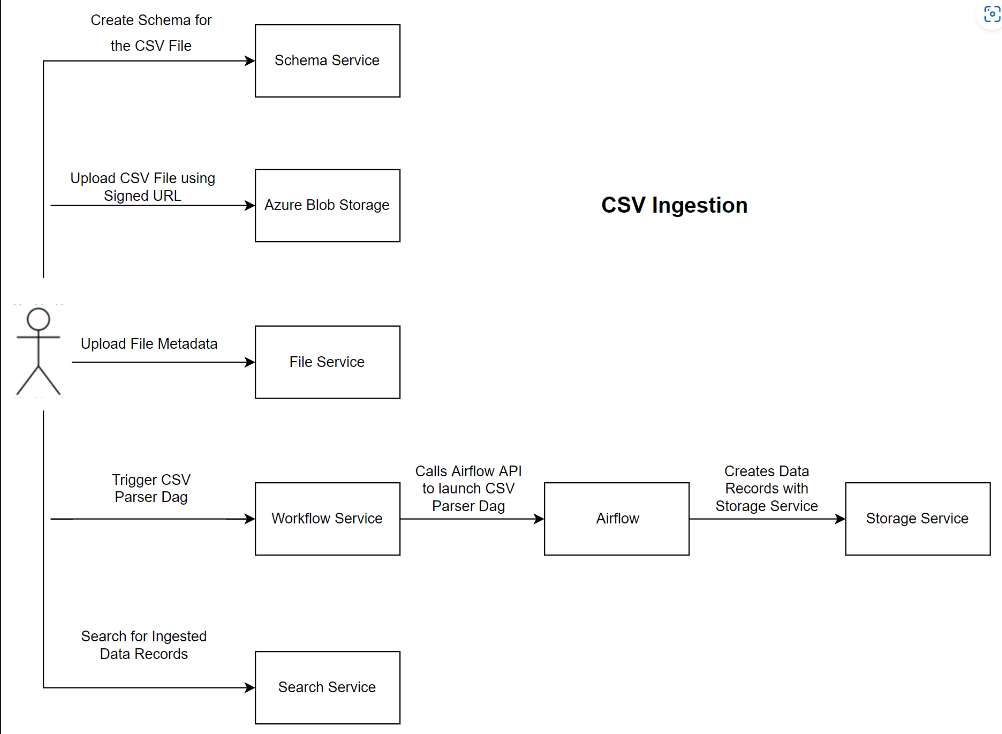 Create Schema for
the CSV File
Schema Service
Upload CSV File using
Signed URL
Azure Blob Storage
CSV Ingestion
Upload File Metadata
File Service
Trigger CSV
Parser Dag
Workflow Service
Calls Airflow API
to launch CSV
Parser Dag
Airflow
Creates Data
Records with
Storage Service
Storage Service
Search for Ingested
Data Records
Search Service